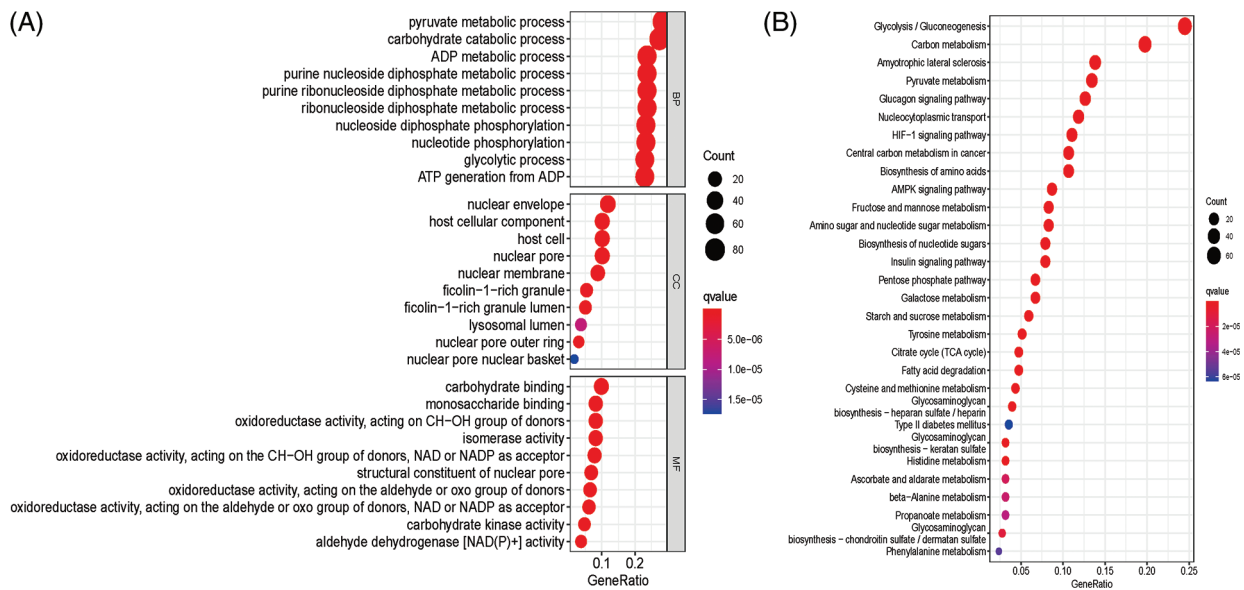 (A)
pyruvate metabolic process
carbohydrate catabolic process
ADP metabolic process
purine nucleoside diphosphate metabolic process
purine ribonucleoside diphosphate metabolic process
ribonucleoside diphosphate metabolic process
nucleoside diphosphate phosphorylation
nucleotide phosphorylation
glycolytic process
ATP generation from ADP
BP
nuclear envelope
host cellular component
host cell
nuclear pore
nuclear membrane
ficolin−1−rich granule
ficolin−1−rich granule lumen
lysosomal lumen
nuclear pore outer ring
nuclear pore nuclear basket
CC
carbohydrate binding
monosaccharide binding
oxidoreductase activity, acting on CH−OH group of donors
isomerase activity
oxidoreductase activity, acting on the CH−OH group of donors, NAD or NADP as acceptor
structural constituent of nuclear pore
oxidoreductase activity, acting on the aldehyde or oxo group of donors
oxidoreductase activity, acting on the aldehyde or oxo group of donors, NAD or NADP as acceptor
carbohydrate kinase activity
aldehyde dehydrogenase [NAD(P)+] activity
MF
0.1 0.2
GeneRatio
Count
20
40
60
80
qvalue
5.0e−06
1.0e−05
1.5e−05
(B)
Glycolysis / Gluconeogenesis
Carbon metabolism
Amyotrophic lateral sclerosis
Pyruvate metabolism
Glucagon signaling pathway
Nucleocytoplasmic transport
HIF−1 signaling pathway
Central carbon metabolism in cancer
Biosynthesis of amino acids
AMPK signaling pathway
Fructose and mannose metabolism
Amino sugar and nucleotide sugar metabolism
Biosynthesis of nucleotide sugars
Insulin signaling pathway
Pentose phosphate pathway
Galactose metabolism
Starch and sucrose metabolism
Tyrosine metabolism
Citrate cycle (TCA cycle)
Fatty acid degradation
Cysteine and methionine metabolism
Glycosaminoglycan
biosynthesis − heparan sulfate / heparin
Type II diabetes mellitus
Glycosaminoglycan
biosynthesis − keratan sulfate
Histidine metabolism
Ascorbate and aldarate metabolism
beta−Alanine metabolism
Propanoate metabolism
Glycosaminoglycan
biosynthesis − chondroitin sulfate / dermatan sulfate
Phenylalanine metabolism
0.05 0.10 0.15 0.20 0.25
GeneRatio
Count
20
40
60
qvalue
2e−05
4e−05
6e−05